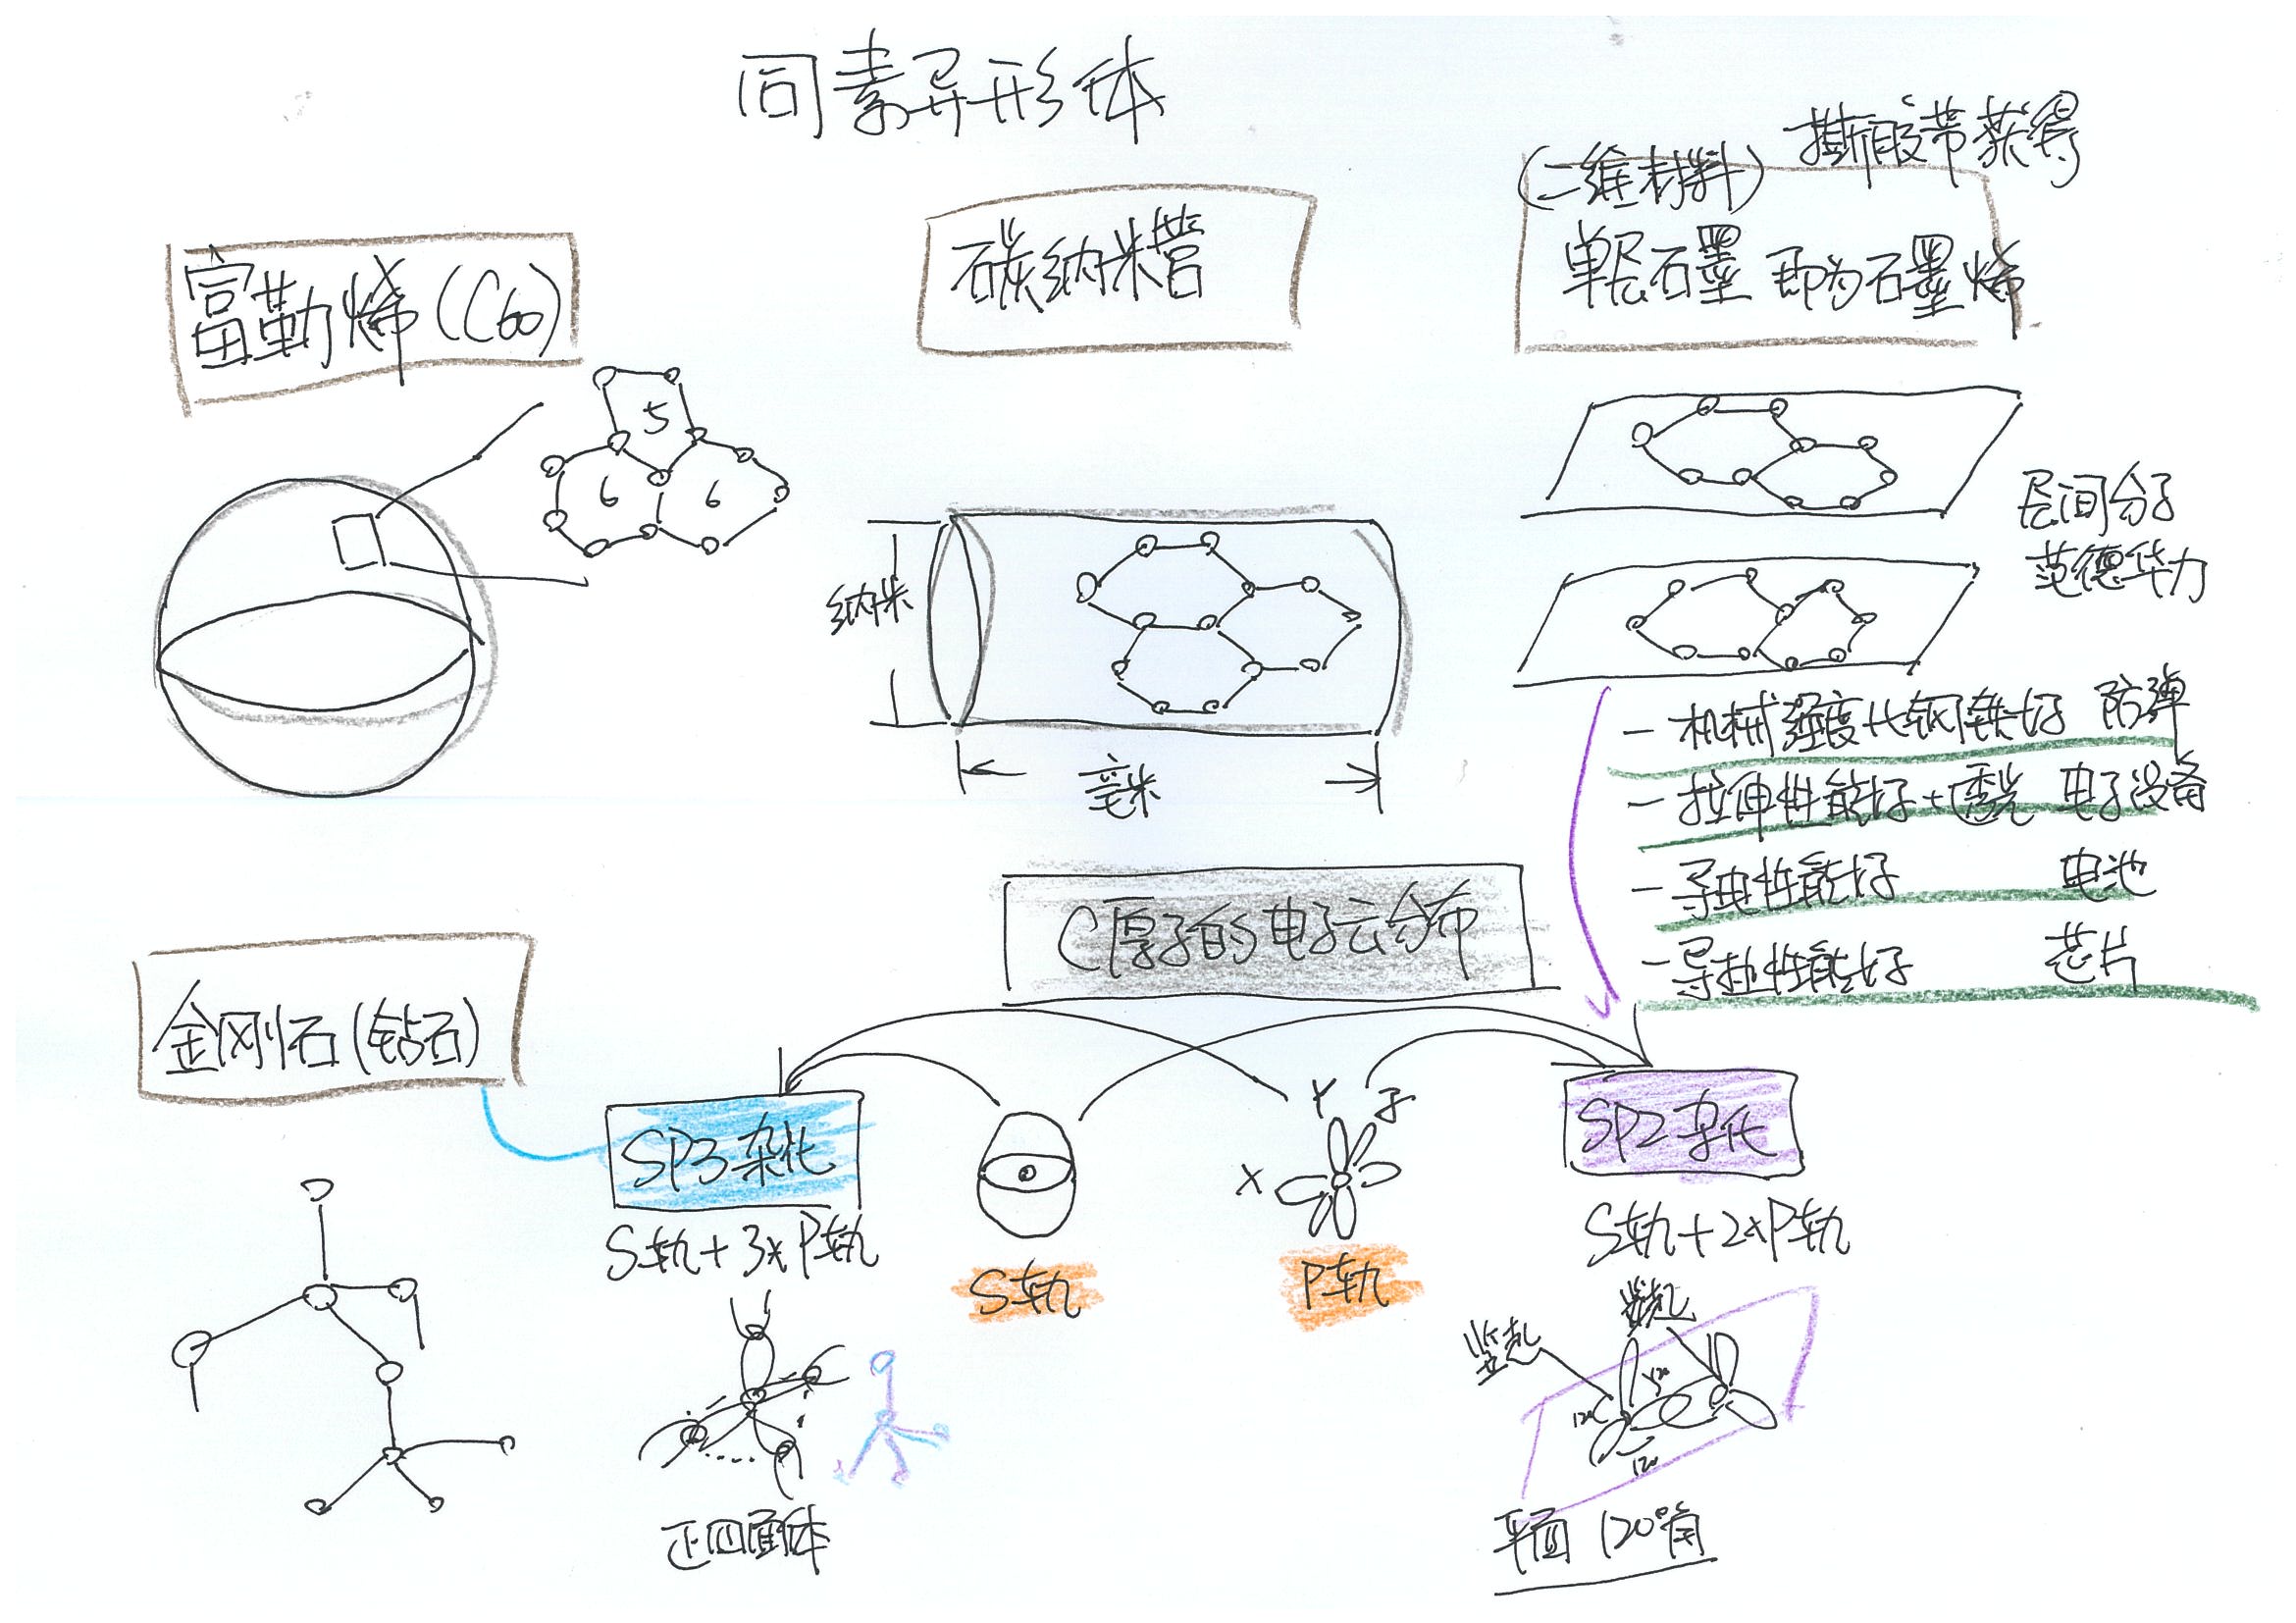 同素异形体
富勒烯(C60)
5
6
6
碳纳米管
纳米
毫米
撕胶带获得
(二维材料)
单层石墨 即为石墨烯
层间分子
范德华力
- 机械强度比钢铁好 防弹
- 拉伸性能好+透光 电子设备
- 导电性能好 电池
- 导热性能好 芯片
C原子的电子云分布
金刚石(钻石)
SP3杂化
S轨+3xP轨
正四面体
S轨
X
Y
P轨
SP2杂化
S轨+2xP轨
竖轨
120
120
120
平面 120°角